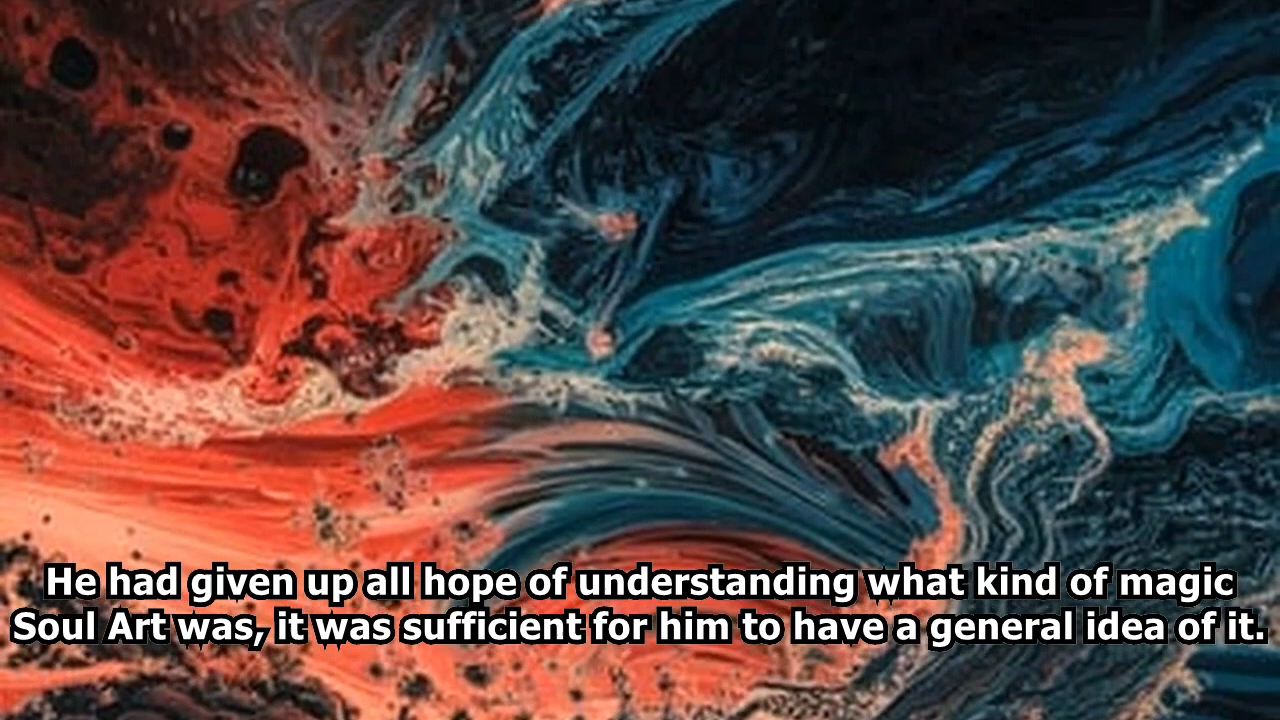 He had given up all hope of understanding what kind of magic
Soul Art was, it was sufficient for him to have a general idea of it.